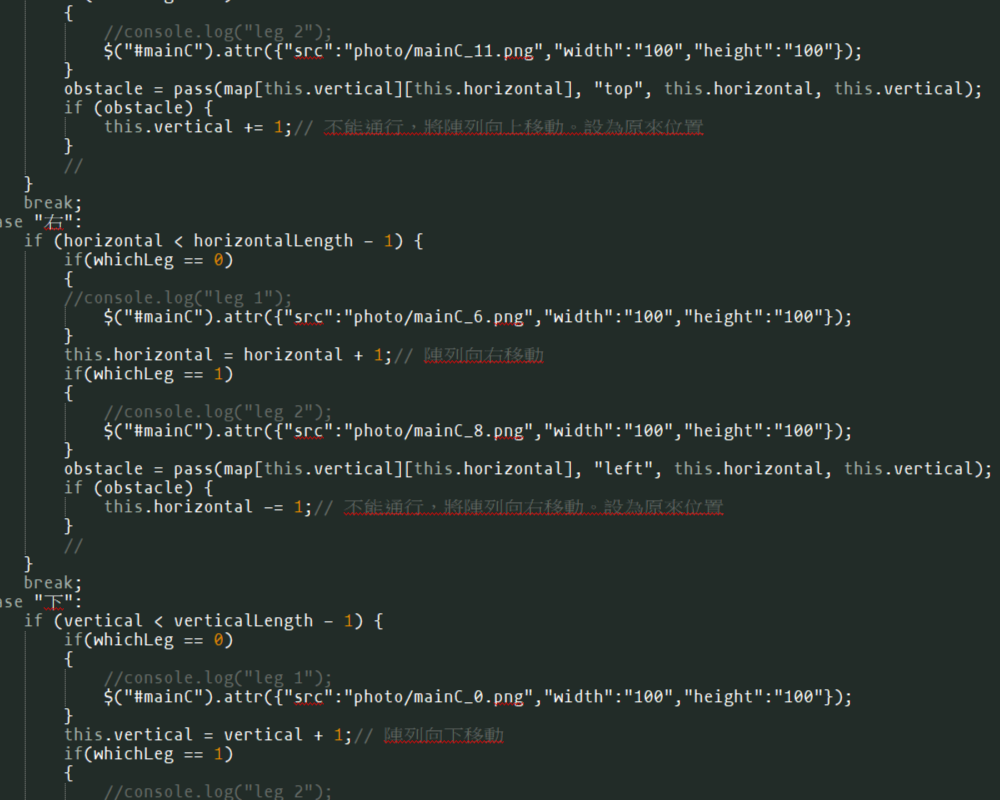 {
//console.log("leg 2");
$("#mainC").attr({"src":"photo/mainC_11.png","width":"100","height":"100"});
}
obstacle = pass(map[this.vertical][this.horizontal], "top", this.horizontal, this.vertical);
if (obstacle) {
this.vertical += 1;// 不能通行，將陣列向上移動。設為原來位置
}
//
}
break;
ase "右":
if (horizontal < horizontalLength - 1) {
if(whichLeg == 0)
{
//console.log("leg 1");
$("#mainC").attr({"src":"photo/mainC_6.png","width":"100","height":"100"});
}
this.horizontal = horizontal + 1;// 陣列向右移動
if(whichLeg == 1)
{
//console.log("leg 2");
$("#mainC").attr({"src":"photo/mainC_8.png","width":"100","height":"100"});
}
obstacle = pass(map[this.vertical][this.horizontal], "left", this.horizontal, this.vertical);
if (obstacle) {
this.horizontal -= 1;// 不能通行，將陣列向右移動。設為原來位置
}
//
}
break;
ase "下":
if (vertical < verticalLength - 1) {
if(whichLeg == 0)
{
//console.log("leg 1");
$("#mainC").attr({"src":"photo/mainC_0.png","width":"100","height":"100"});
}
this.vertical = vertical + 1;// 陣列向下移動
if(whichLeg == 1)
{
//console.log("leg 2");